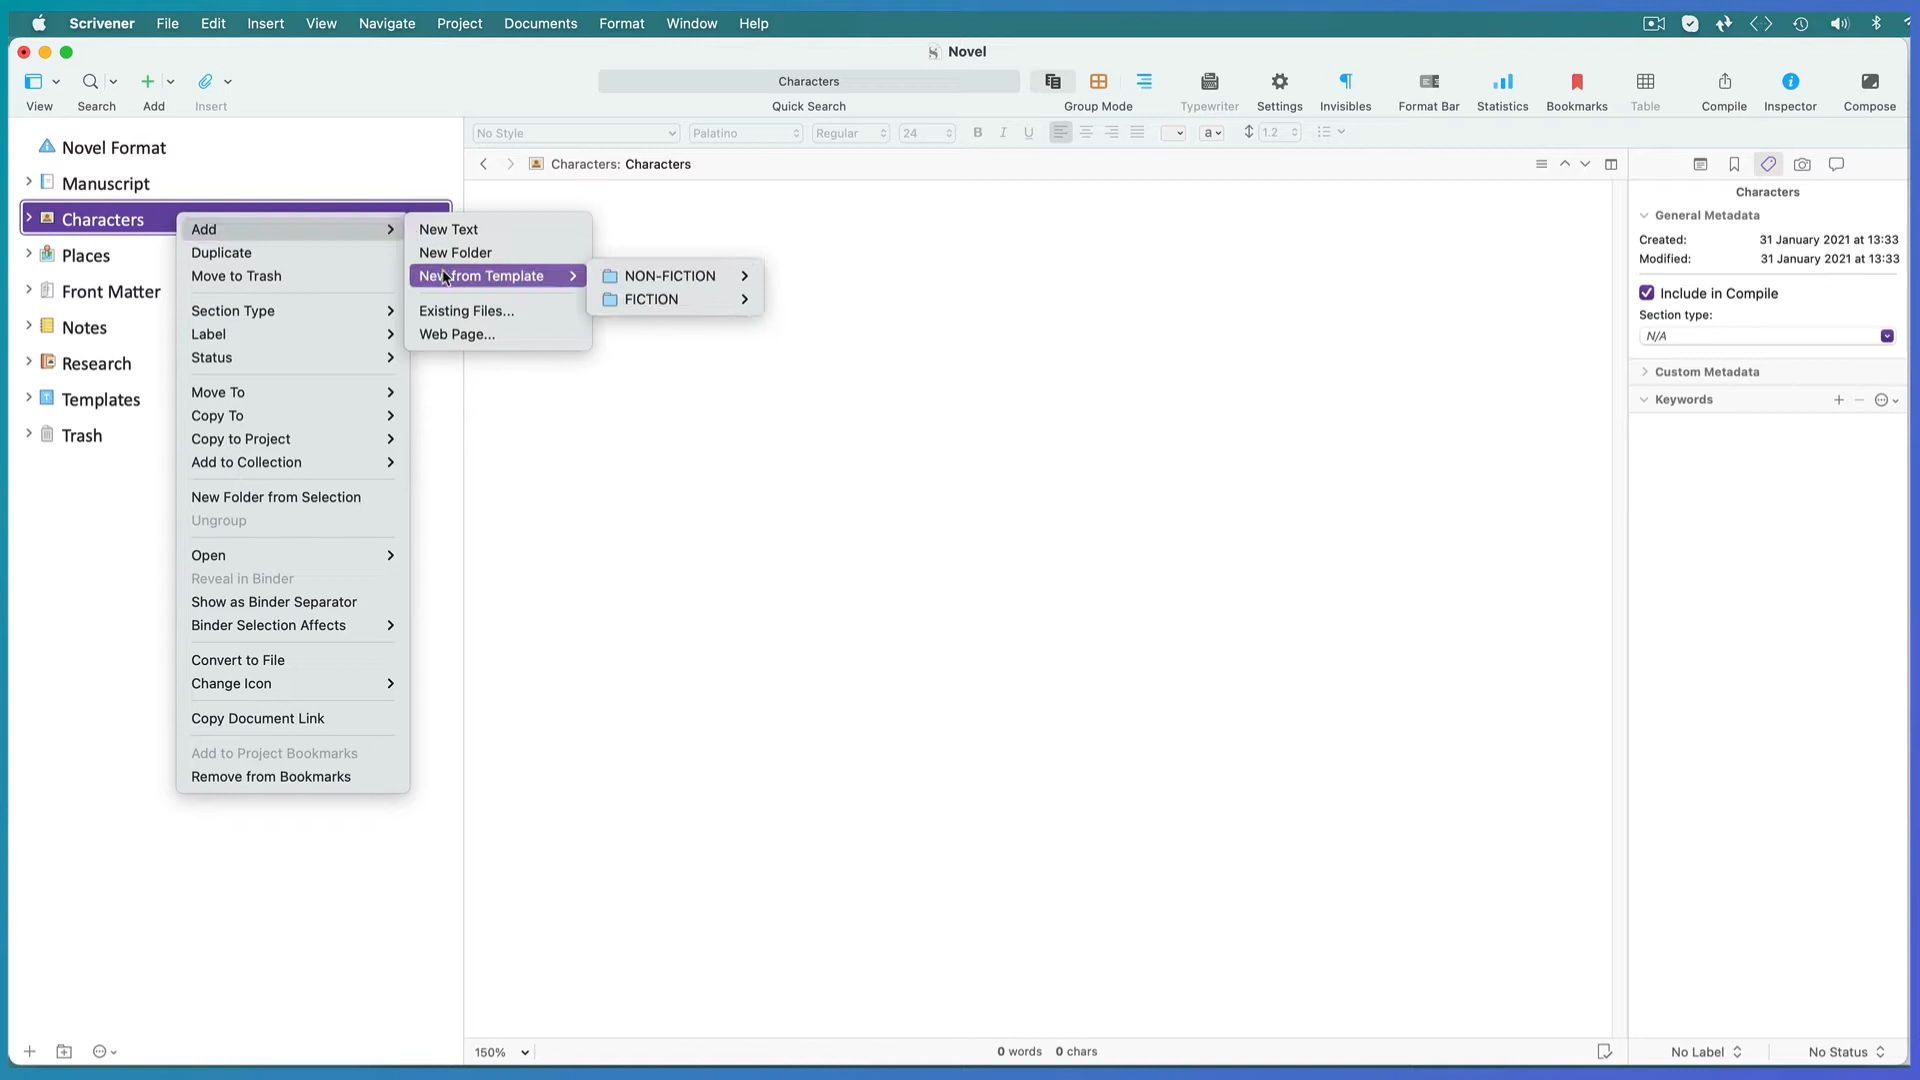 Scrivener File Edit Insert View Navigate Project Documents Format Window Help
Novel
View Search Add Insert
Characters
Quick Search
Group Mode
Typewriter Settings Invisibles Format Bar Statistics Bookmarks Table Compile Inspector Compose
No Style Palatino Regular 24 B I U a 1.2
Characters: Characters
Novel Format
Manuscript
Characters
Places
Front Matter
Notes
Research
Templates
Trash
Add
Duplicate
Move to Trash
Section Type
Label
Status
Move To
Copy To
Copy to Project
Add to Collection
New Folder from Selection
Ungroup
Open
Reveal in Binder
Show as Binder Separator
Binder Selection Affects
Convert to File
Change Icon
Copy Document Link
Add to Project Bookmarks
Remove from Bookmarks
New Text
New Folder
New from Template
Existing Files...
Web Page...
NON-FICTION
FICTION
Characters
General Metadata
Created: 31 January 2021 at 13:33
Modified: 31 January 2021 at 13:33
Include in Compile
Section type:
N/A
Custom Metadata
Keywords
150%
0 words 0 chars
No Label
No Status